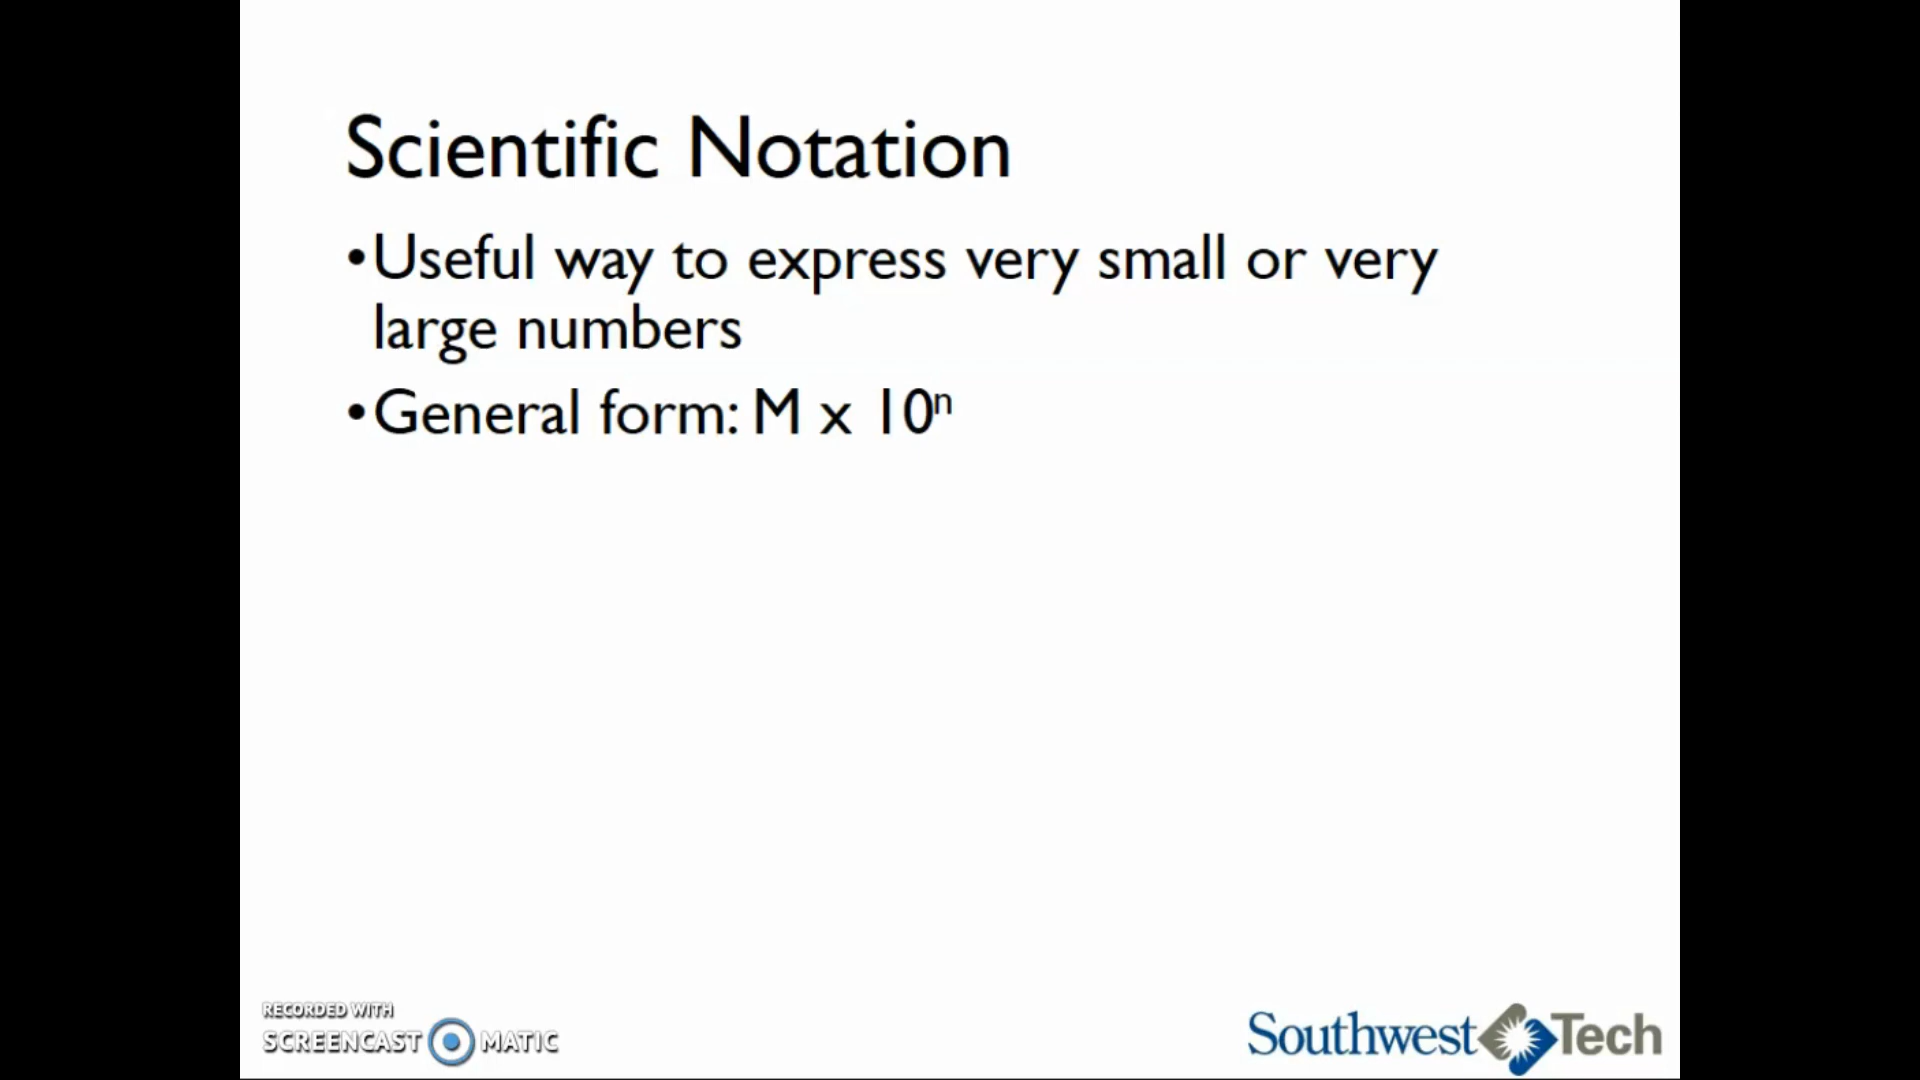 Scientific Notation
•Useful way to express very small or very
large numbers
•General form: M x 10ⁿ
RECORDED WITH
SCREENCAST MATIC
Southwest Tech